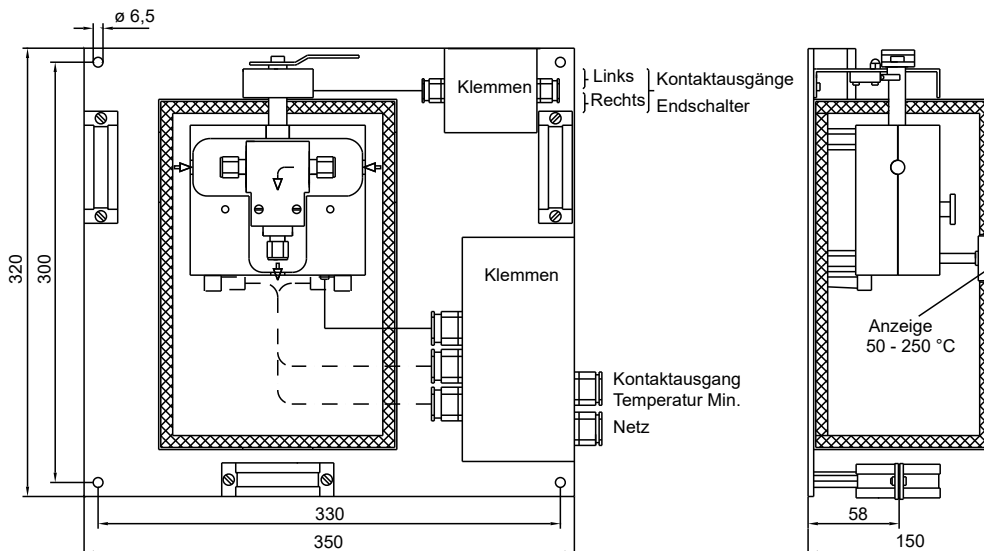 ø 6,5
Klemmen
Links
Rechts
Kontaktausgänge
Endschalter
320
300
Klemmen
Anzeige
50 - 250 °C
Kontaktausgang
Temperatur Min.
Netz
330
58
350
150